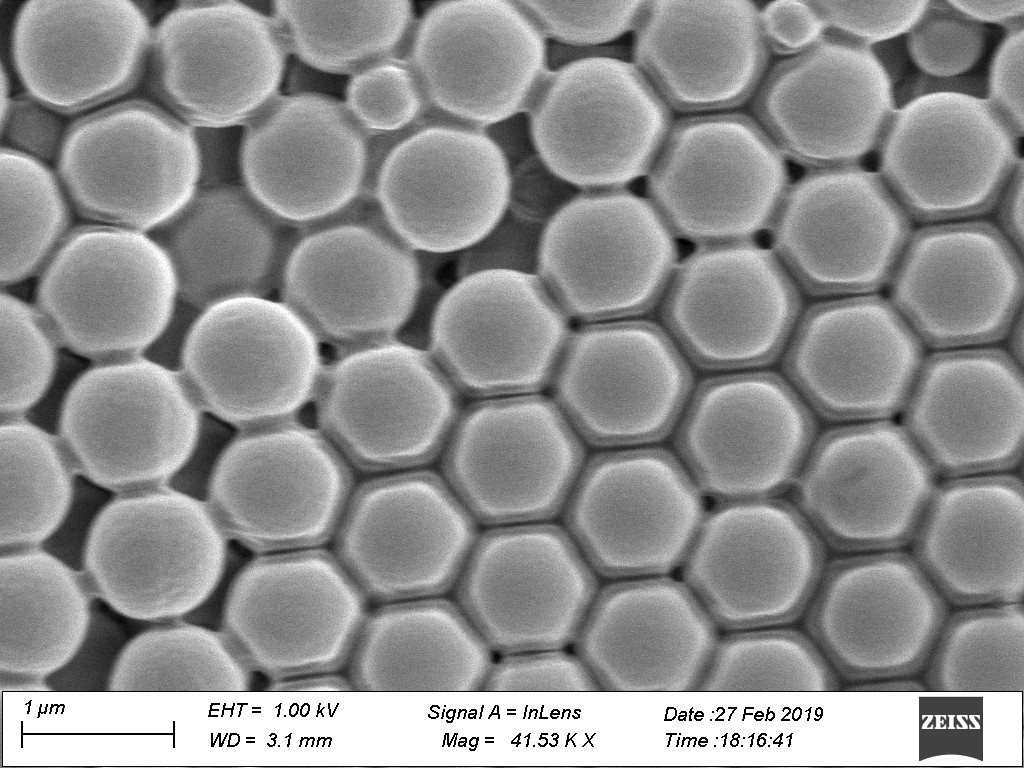 1 µm
EHT = 1.00 kV
Signal A = InLens
Date :27 Feb 2019
WD = 3.1 mm
Mag = 41.53 K X
Time :18:16:41
ZEISS